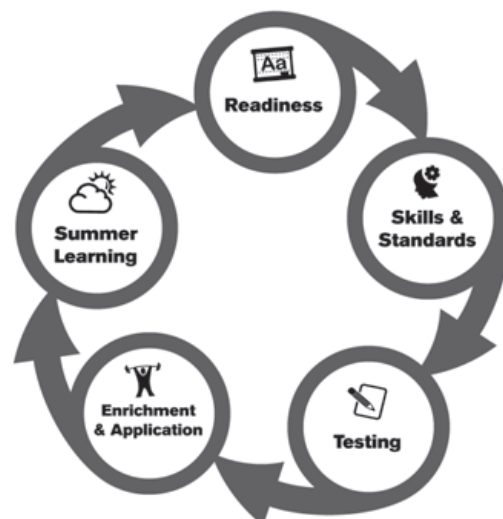 Aa
Readiness
Skills &
Standards
Testing
Enrichment
& Application
Summer
Learning